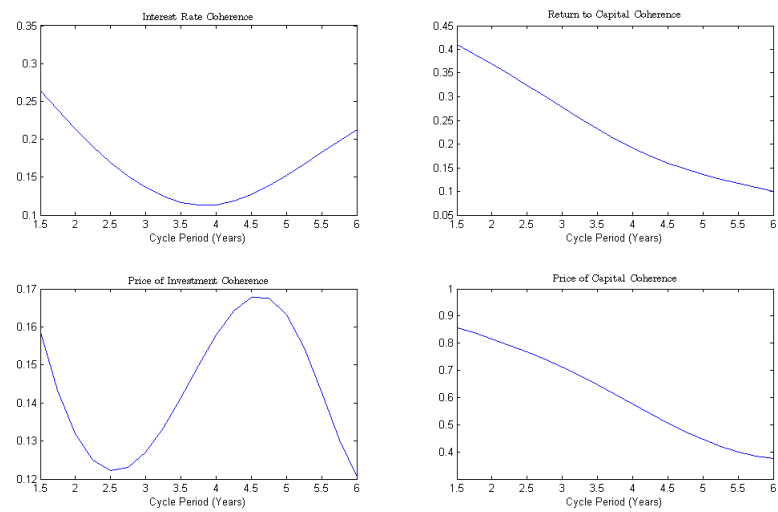 Interest Rate Coherence
0.35
0.3
0.25
0.2
0.15
0.1
1.5 2 2.5 3 3.5 4 4.5 5 5.5 6
Cycle Period (Years)
Return to Capital Coherence
0.45
0.4
0.35
0.3
0.25
0.2
0.15
0.1
0.05
1.5 2 2.5 3 3.5 4 4.5 5 5.5 6
Cycle Period (Years)
Price of Investment Coherence
0.17
0.16
0.15
0.14
0.13
0.12
1.5 2 2.5 3 3.5 4 4.5 5 5.5 6
Cycle Period (Years)
Price of Capital Coherence
1
0.9
0.8
0.7
0.6
0.5
0.4
1.5 2 2.5 3 3.5 4 4.5 5 5.5 6
Cycle Period (Years)